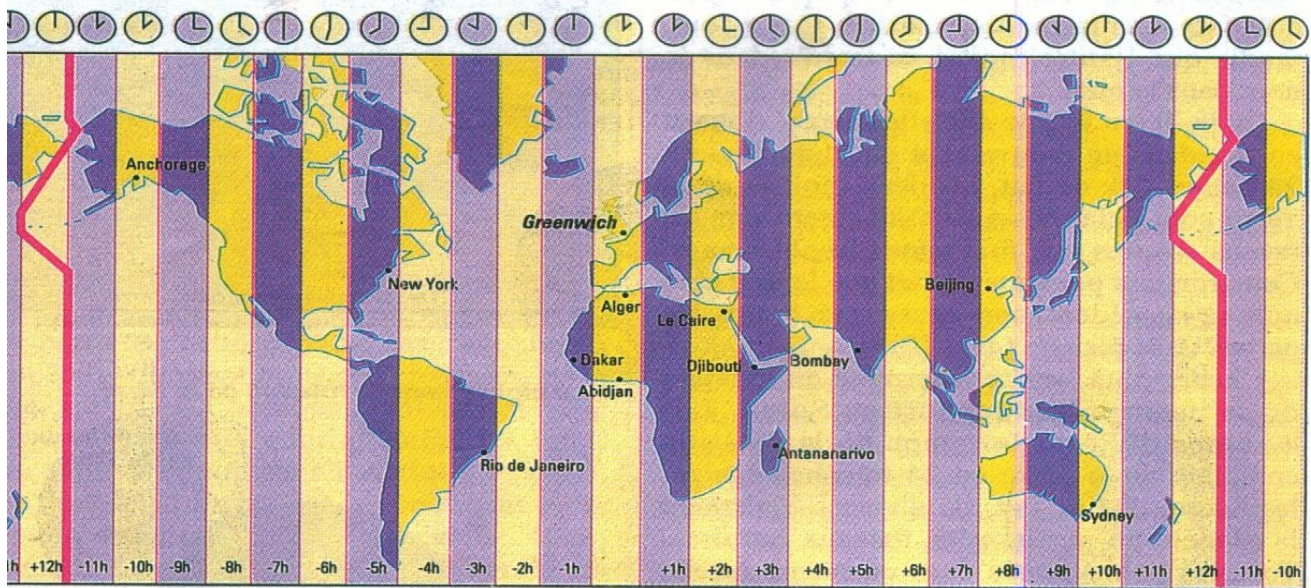 Anchorage
Greenwich
New York
Beijing
Alger
Le Caire
Dakar
Djibouti
Bombay
Abidjan
Antananarivo
Rio de Janeiro
Sydney
1h +12h -11h -10h -9h -8h -7h -6h -5h -4h -3h -2h -1h +1h +2h +3h +4h +5h +6h +7h +8h +9h +10h +11h +12h -11h -10h